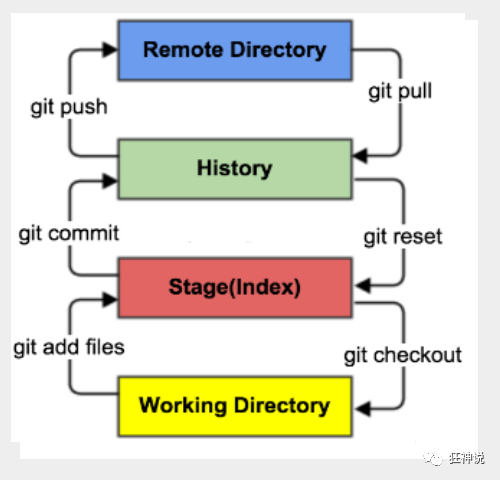 Remote Directory
git push
git pull
History
git commit
git reset
Stage(Index)
git add files
git checkout
Working Directory
狂神说